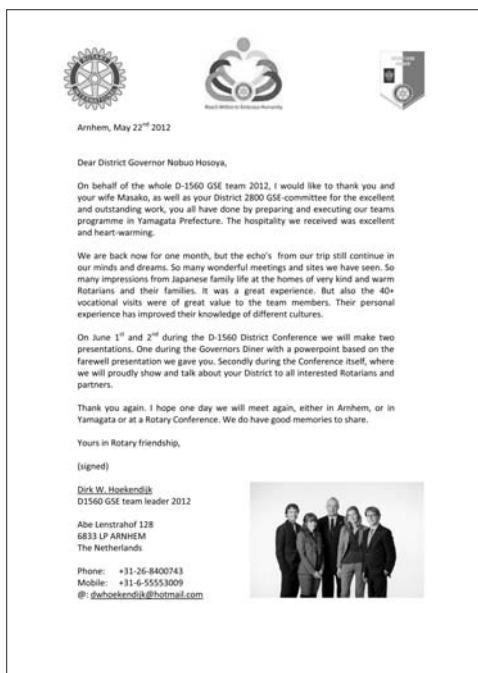 ROTARY
INTERNATIONAL
Reach Within to Embrace Humanity
Arnhem, May 22nd 2012
Dear District Governor Nobuo Hosoya,
On behalf of the whole D-1560 GSE team 2012, I would like to thank you and
your wife Masako, as well as your District 2800 GSE-committee for the excellent
and outstanding work, you all have done by preparing and executing our teams
programme in Yamagata Prefecture. The hospitality we received was excellent
and heart-warming.
We are back now for one month, but the echo's from our trip still continue in
our minds and dreams. So many wonderful meetings and sites we have seen. So
many impressions from Japanese family life at the homes of very kind and warm
Rotarians and their families. It was a great experience. But also the 40+
vocational visits were of great value to the team members. Their personal
experience has improved their knowledge of different cultures.
On June 1st and 2nd during the D-1560 District Conference we will make two
presentations. One during the Governors Diner with a powerpoint based on the
farewell presentation we gave you. Secondly during the Conference itself, where
we will proudly show and talk about your District to all interested Rotarians and
partners.
Thank you again. I hope one day we will meet again, either in Arnhem, or in
Yamagata or at a Rotary Conference. We do have good memories to share.
Yours in Rotary friendship,
(signed)
Dirk W. Hoekendijk
D1560 GSE team leader 2012
Abe Lenstrahof 128
6833 LP ARNHEM
The Netherlands
Phone: +31-26-8400743
Mobile: +31-6-55553009
@: dwhoekendijk@hotmail.com